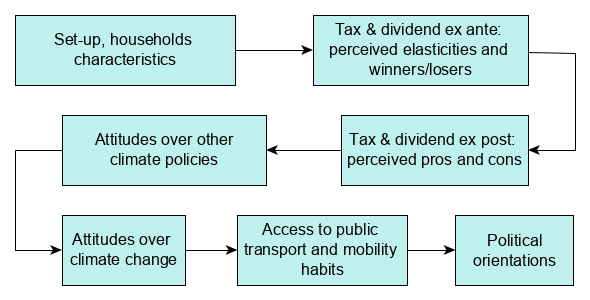 Set-up, households
characteristics
Tax & dividend ex ante:
perceived elasticities and
winners/losers
Tax & dividend ex post:
perceived pros and cons
Attitudes over other
climate policies
Attitudes over
climate change
Access to public
transport and mobility
habits
Political
orientations